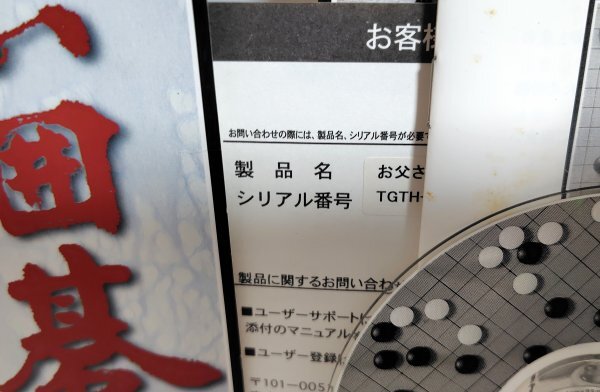 囲碁
お客様
お問い合わせの際には、製品名、シリアル番号が必要で
製品名 お父さ
シリアル番号 TGTH-
製品に関するお問い合わ
■ユーザーサポートに
添付のマニュアル
■ユーザー登録に
〒101-005